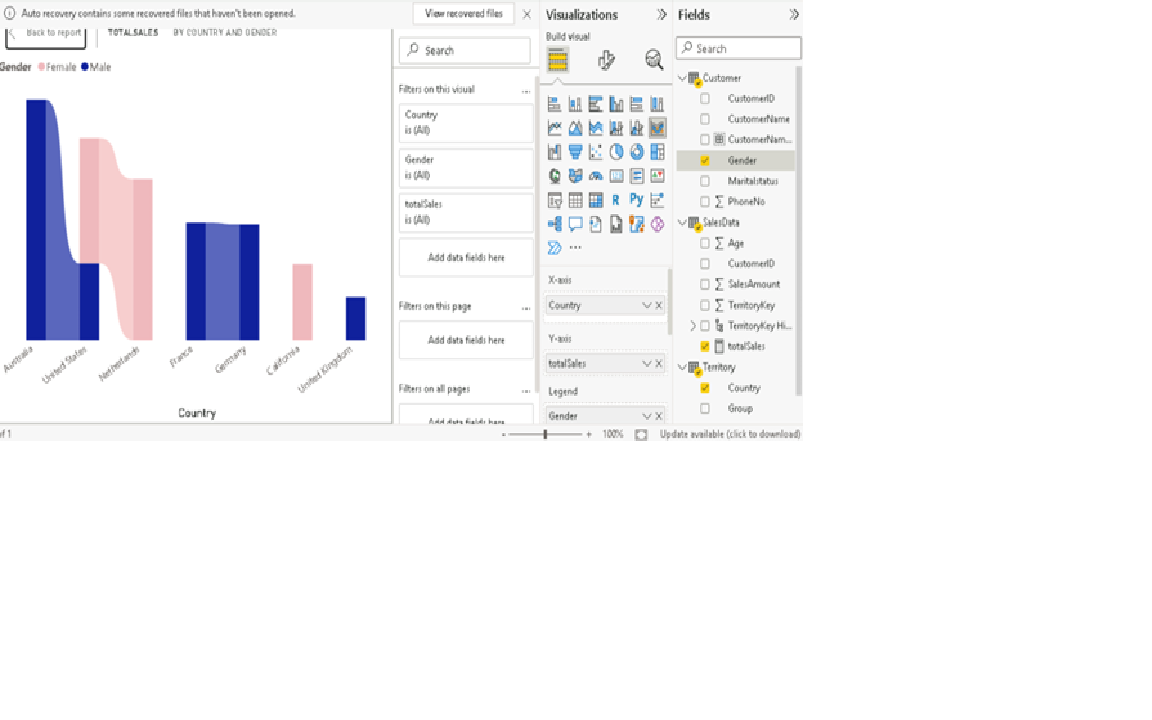 Auto recovery contains some recovered files that haven't been opened.
View recovered files
Back to report
TOTALSALES
BY COUNTRY AND GENDER
Gender
Female
Male
Australia
United States
Netherlands
France
Germany
California
United Kingdom
Country
of 1
Search
Filters on this visual
...
Country
is (All)
Gender
is (All)
totalSales
is (All)
Add data fields here
Filters on this page
...
Add data fields here
Filters on all pages
...
Add data fields here
Visualizations
Build visual
R
Py
...
X-axis
Country
Y-axis
totalSales
Legend
Gender
Fields
Search
Customer
CustomerID
CustomerName
CustomerNam...
Gender
Maritalstatus
PhoneNo
SalesData
Age
CustomerID
SalesAmount
TerritoryKey
TerritoryKey Hi...
totalSales
Territory
Country
Group
- + 100%
Update available (click to download)